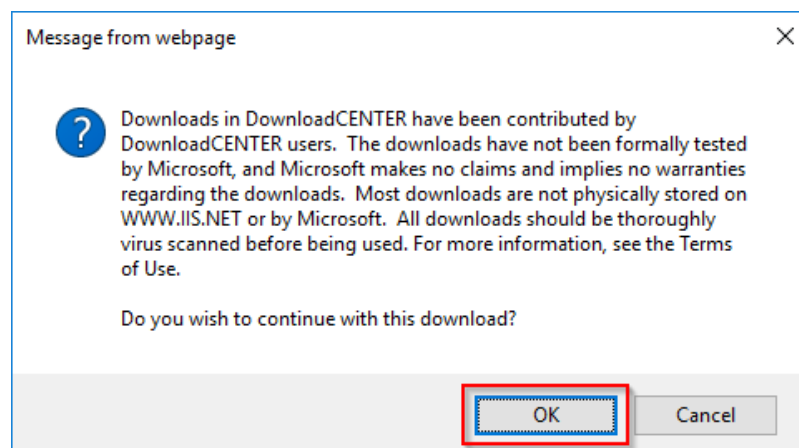 Message from webpage
Downloads in DownloadCENTER have been contributed by
DownloadCENTER users.  The downloads have not been formally tested
by Microsoft, and Microsoft makes no claims and implies no warranties
regarding the downloads.  Most downloads are not physically stored on
WWW.IIS.NET or by Microsoft.  All downloads should be thoroughly
virus scanned before being used. For more information, see the Terms
of Use.
Do you wish to continue with this download?
OK
Cancel